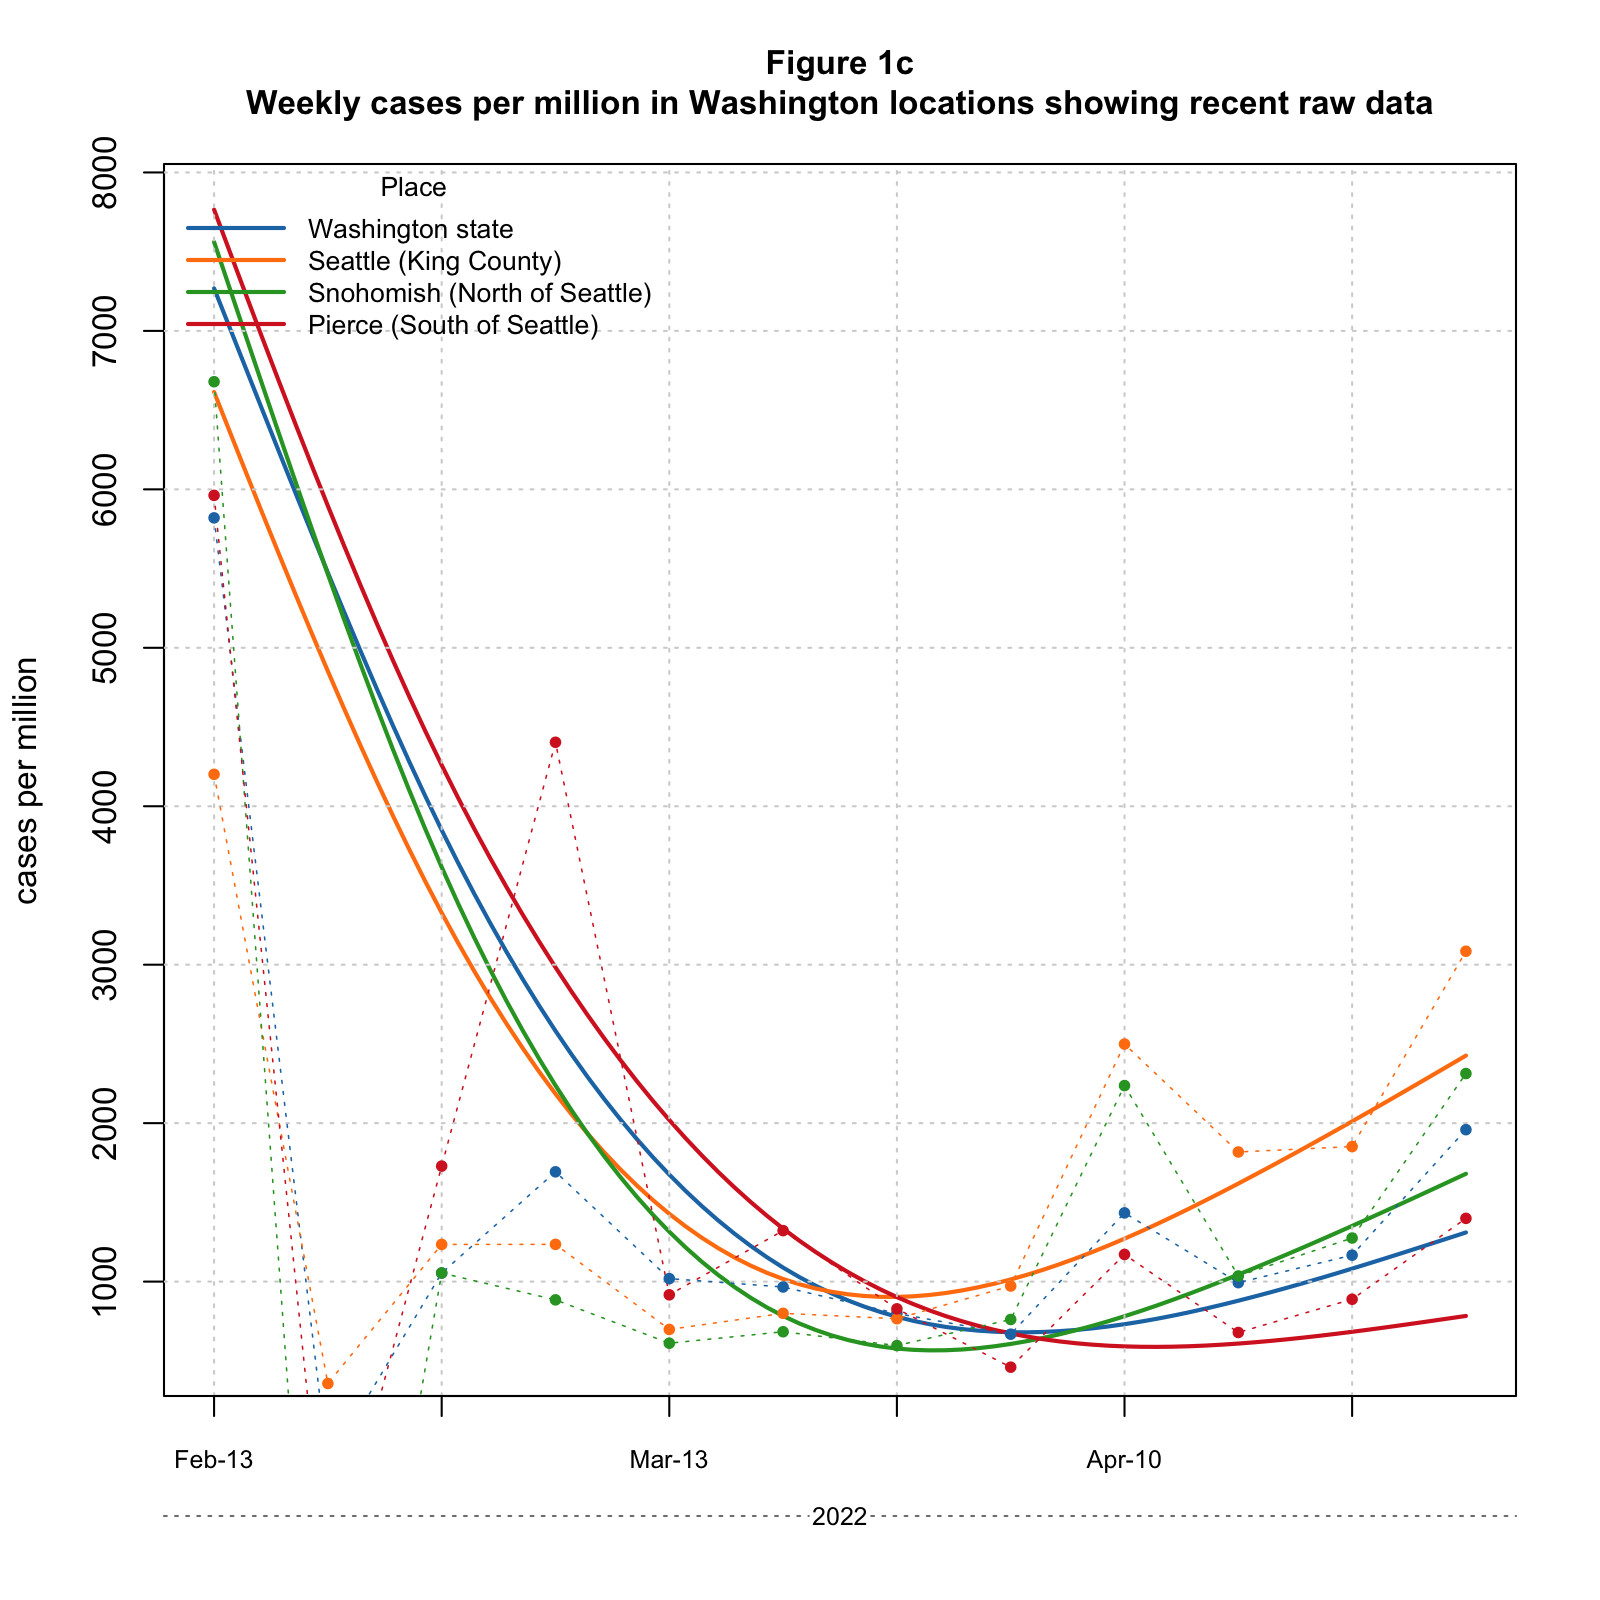 Figure 1c
Weekly cases per million in Washington locations showing recent raw data
Place
Washington state
Seattle (King County)
Snohomish (North of Seattle)
Pierce (South of Seattle)
cases per million
8000
7000
6000
5000
4000
3000
2000
1000
Feb-13
Mar-13
Apr-10
2022